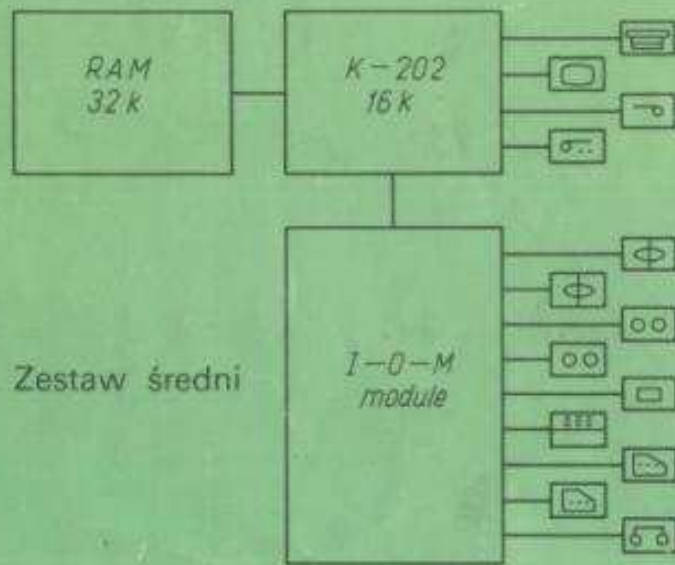 RAM
32 k
K-202
16 k
Zestaw średni
I-O-M
module